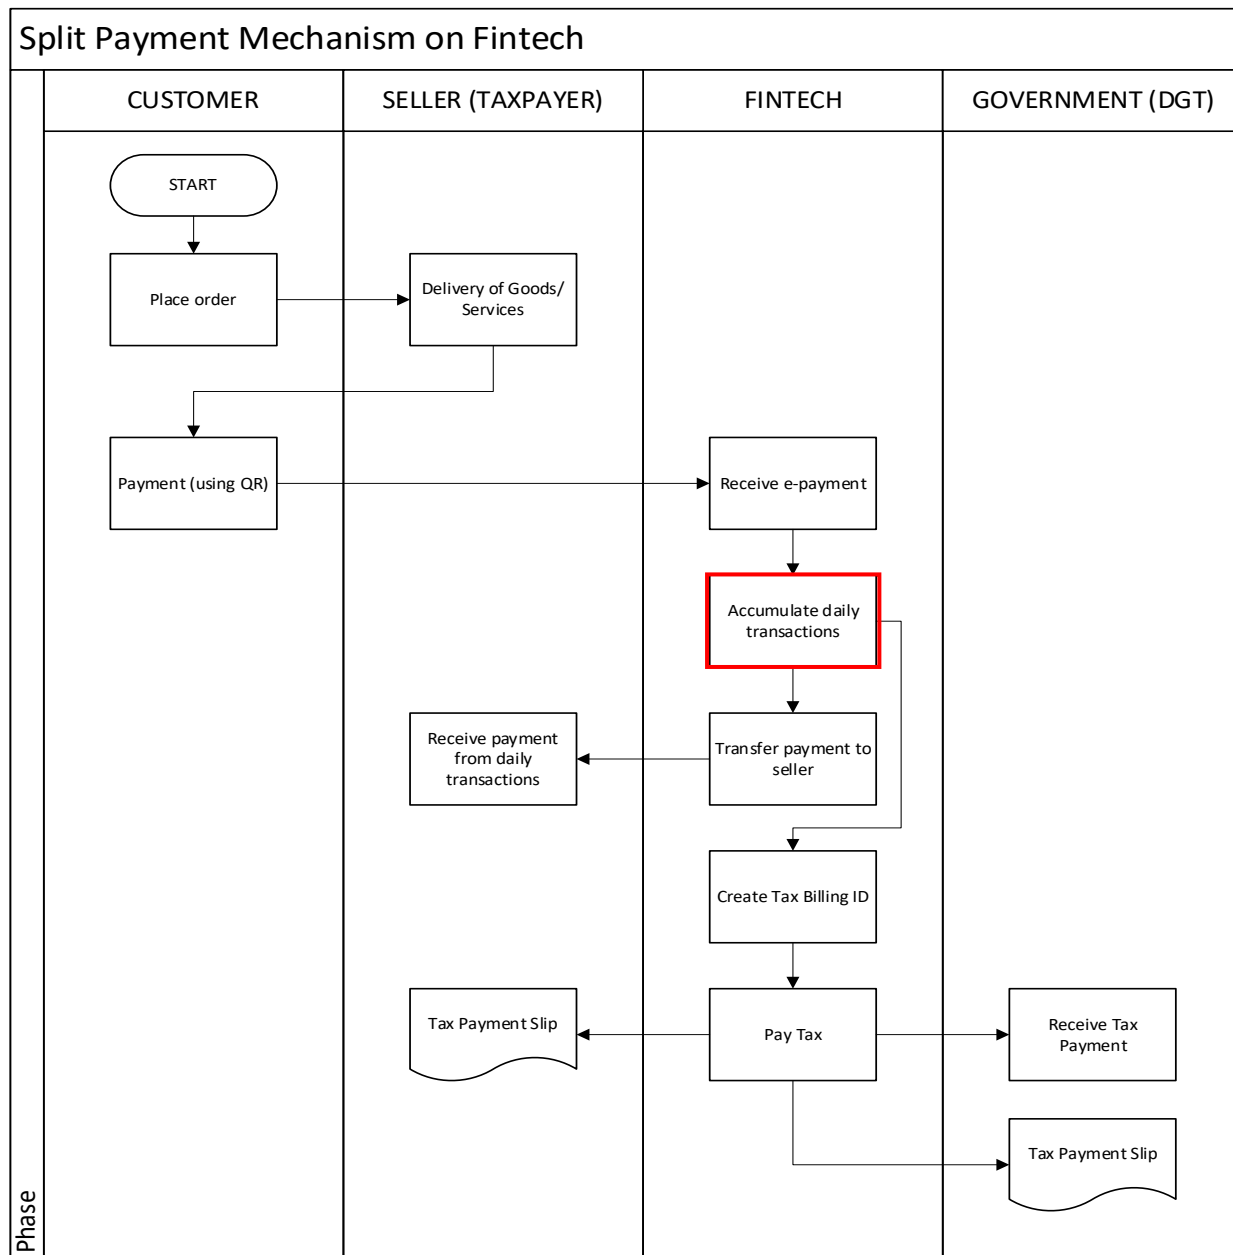 Split Payment Mechanism on Fintech
CUSTOMER
SELLER (TAXPAYER)
FINTECH
GOVERNMENT (DGT)
START
Place order
Delivery of Goods/
Services
Payment (using QR)
Receive e-payment
Accumulate daily
transactions
Receive payment
from daily
transactions
Transfer payment to
seller
Create Tax Billing ID
Tax Payment Slip
Pay Tax
Receive Tax
Payment
Tax Payment Slip
Phase